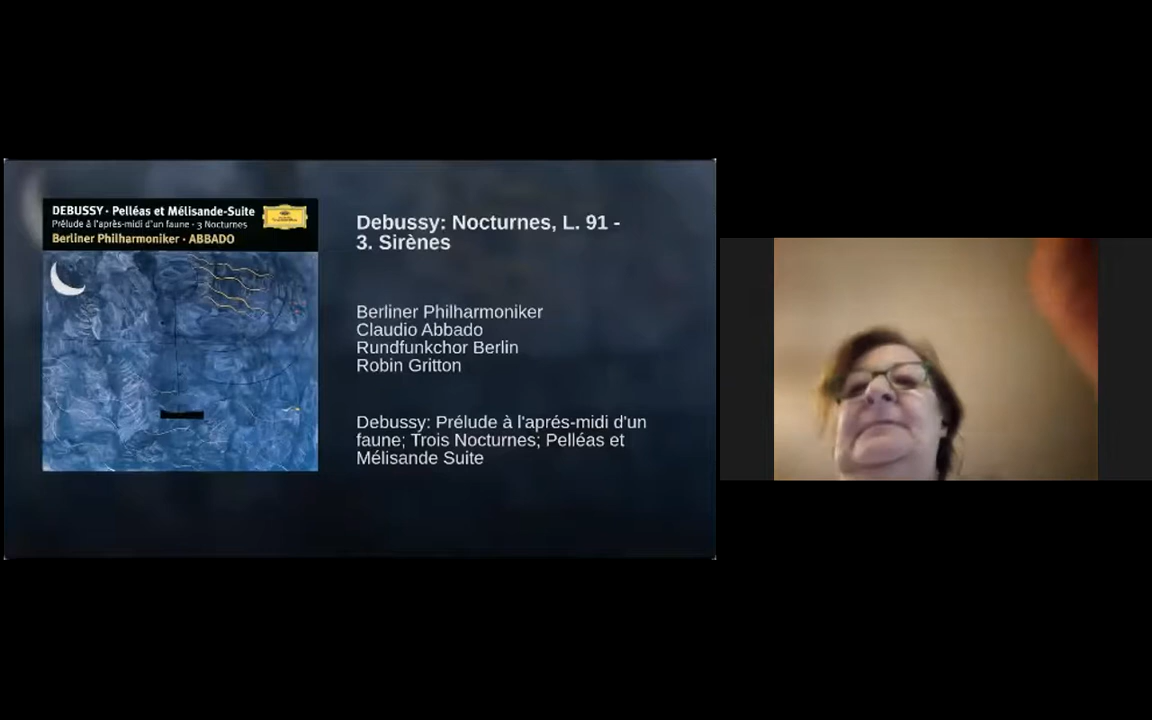 DEBUSSY · Pelléas et Mélisande-Suite
Prélude à l'après-midi d'un faune · 3 Nocturnes
Berliner Philharmoniker · ABBADO
Debussy: Nocturnes, L. 91 -
3. Sirènes
Berliner Philharmoniker
Claudio Abbado
Rundfunkchor Berlin
Robin Gritton
Debussy: Prélude à l'aprés-midi d'un
faune; Trois Nocturnes; Pelléas et
Mélisande Suite